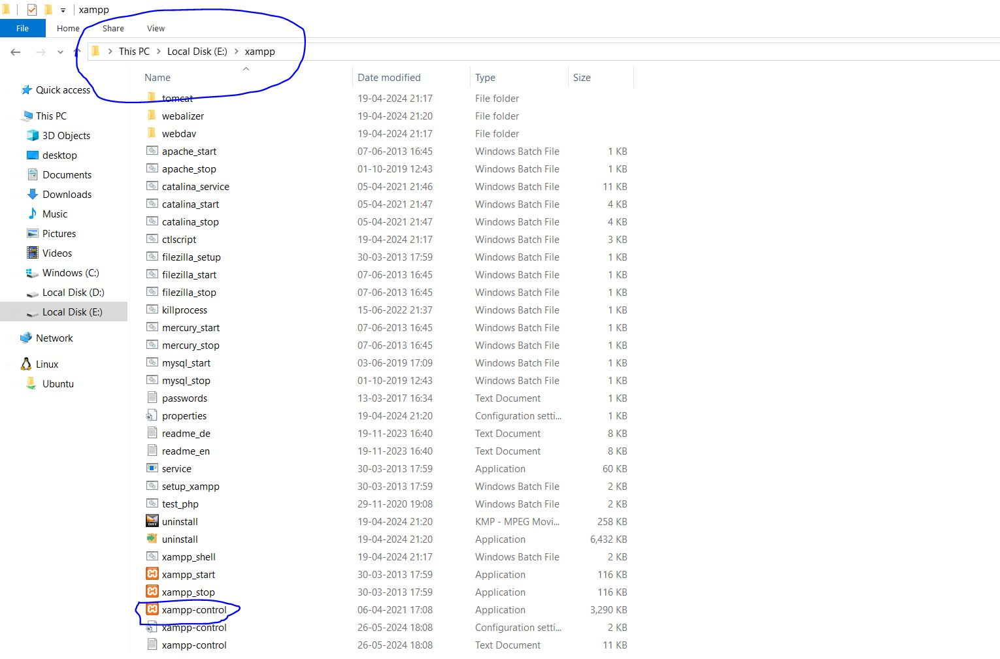 xampp
File Home Share View
This PC Local Disk (E:) xampp
Name Date modified Type Size
Quick access
This PC
3D Objects
desktop
Documents
Downloads
Music
Pictures
Videos
Windows (C:)
Local Disk (D:)
Local Disk (E:)
Network
Linux
Ubuntu
tomcat 19-04-2024 21:17 File folder
webalizer 19-04-2024 21:20 File folder
webdav 19-04-2024 21:17 File folder
apache_start 07-06-2013 16:45 Windows Batch File 1 KB
apache_stop 01-10-2019 12:43 Windows Batch File 1 KB
catalina_service 05-04-2021 21:46 Windows Batch File 11 KB
catalina_start 05-04-2021 21:47 Windows Batch File 4 KB
catalina_stop 05-04-2021 21:47 Windows Batch File 4 KB
ctlscript 19-04-2024 21:17 Windows Batch File 3 KB
filezilla_setup 30-03-2013 17:59 Windows Batch File 1 KB
filezilla_start 07-06-2013 16:45 Windows Batch File 1 KB
filezilla_stop 07-06-2013 16:45 Windows Batch File 1 KB
killprocess 15-06-2022 21:37 Windows Batch File 1 KB
mercury_start 07-06-2013 16:45 Windows Batch File 1 KB
mercury_stop 07-06-2013 16:45 Windows Batch File 1 KB
mysql_start 03-06-2019 17:09 Windows Batch File 1 KB
mysql_stop 01-10-2019 12:43 Windows Batch File 1 KB
passwords 13-03-2017 16:34 Text Document 1 KB
properties 19-04-2024 21:20 Configuration setti... 1 KB
readme_de 19-11-2023 16:40 Text Document 8 KB
readme_en 19-11-2023 16:40 Text Document 8 KB
service 30-03-2013 17:59 Application 60 KB
setup_xampp 30-03-2013 17:59 Windows Batch File 2 KB
test_php 29-11-2020 19:08 Windows Batch File 2 KB
uninstall 19-04-2024 21:20 KMP - MPEG Movi... 258 KB
uninstall 19-04-2024 21:20 Application 6,432 KB
xampp_shell 19-04-2024 21:17 Windows Batch File 2 KB
xampp_start 30-03-2013 17:59 Application 116 KB
xampp_stop 30-03-2013 17:59 Application 116 KB
xampp-control 06-04-2021 17:08 Application 3,290 KB
xampp-control 26-05-2024 18:08 Configuration setti... 2 KB
xampp-control 26-05-2024 18:08 Text Document 11 KB